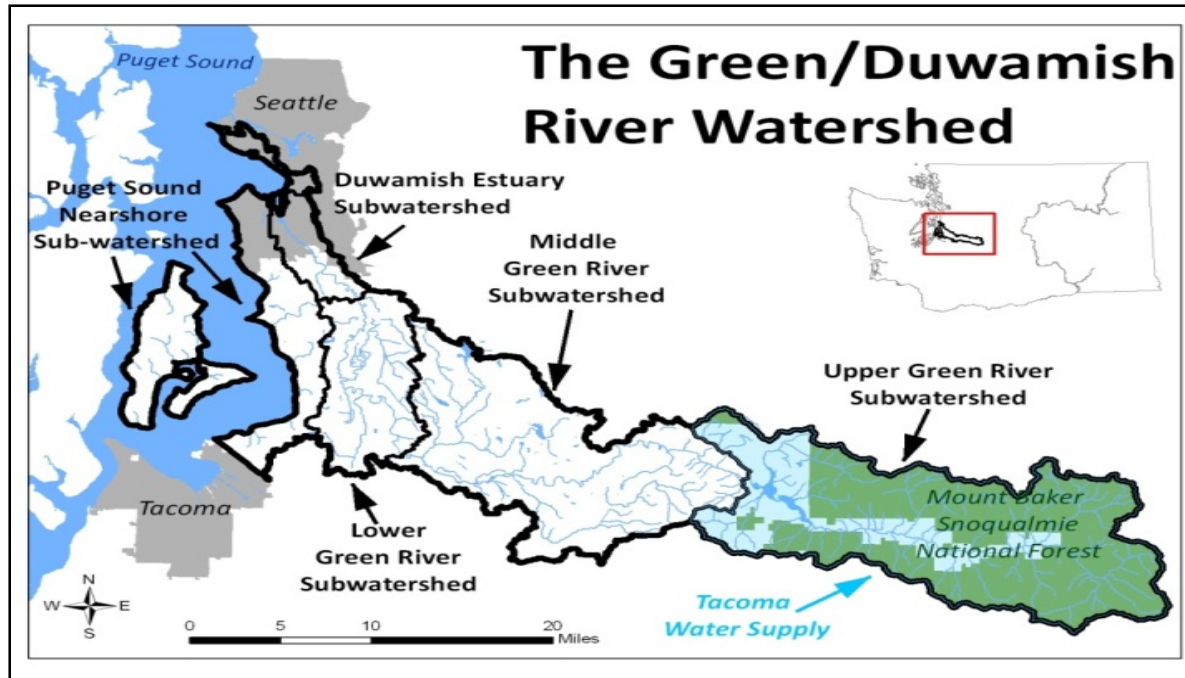 The Green/Duwamish
River Watershed
Puget Sound
Seattle
Puget Sound
Nearshore
Sub-watershed
Duwamish Estuary
Subwatershed
Middle
Green River
Subwatershed
Upper Green River
Subwatershed
Mount Baker
Snoqualmie
National Forest
Tacoma
Lower
Green River
Subwatershed
Tacoma
Water Supply
N
W E
S
0 5 10 20
Miles